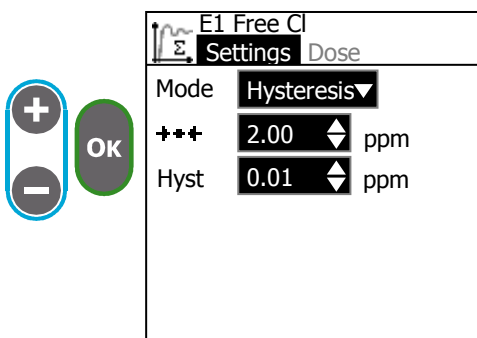 E1 Free Cl
Σ Settings Dose
+ OK Mode Hysteresis▼
2.00 ppm
− Hyst 0.01 ppm